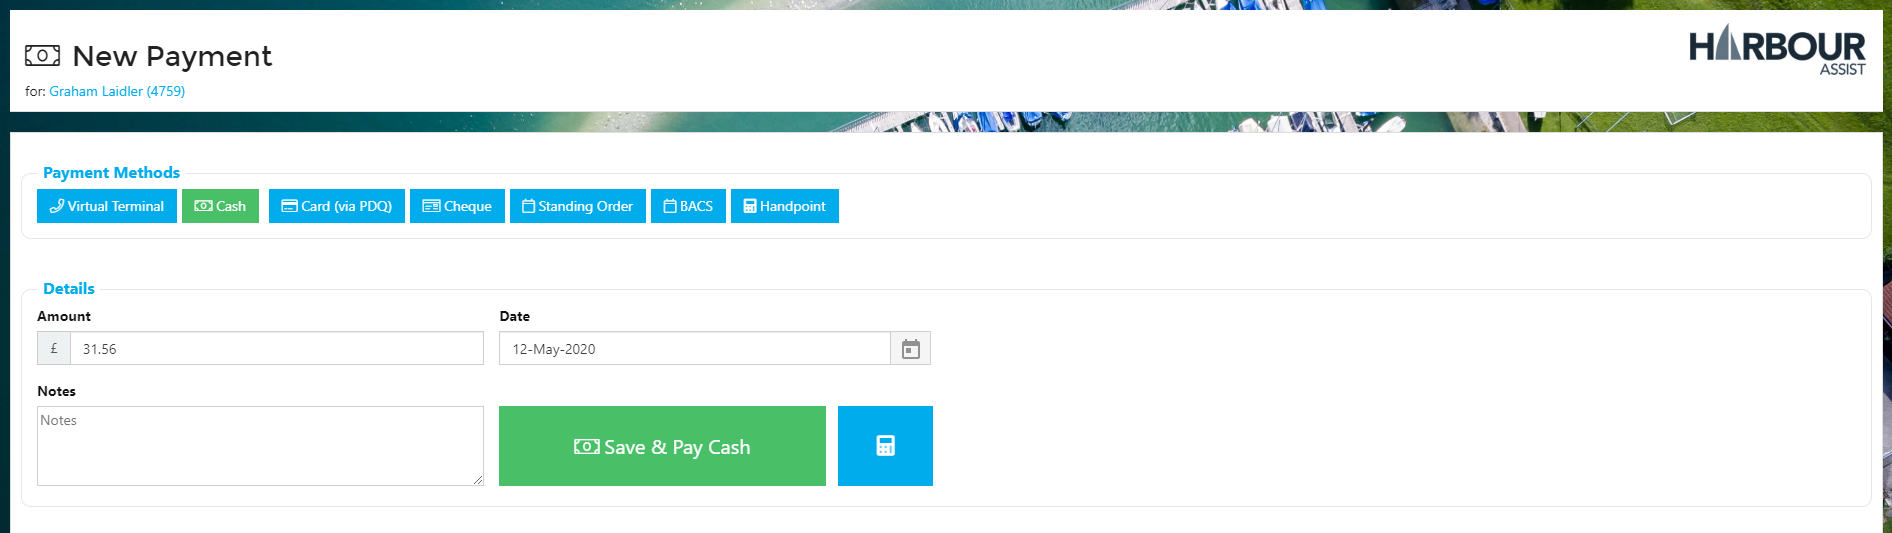 New Payment
HARBOUR
ASSIST
for: Graham Laidler (4759)
Payment Methods
Virtual Terminal Cash Card (via PDQ) Cheque Standing Order BACS Handpoint
Details
Amount Date
£ 31.56 12-May-2020
Notes
Notes
Save & Pay Cash